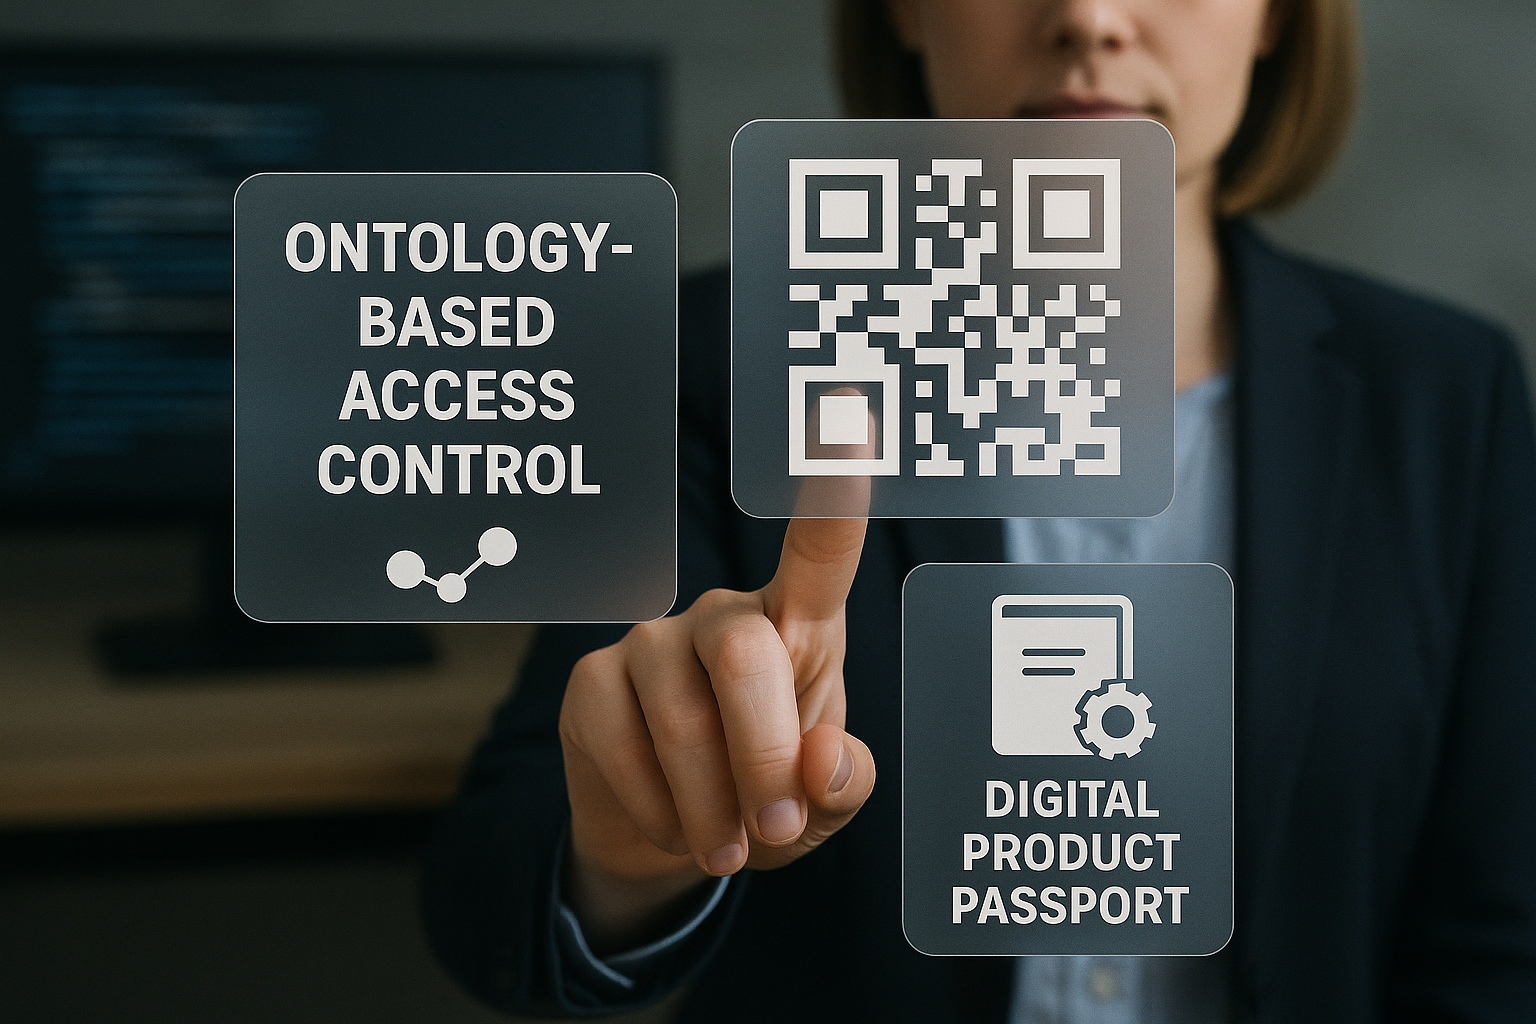 ONTOLOGY-
BASED
ACCESS
CONTROL
DIGITAL
PRODUCT
PASSPORT